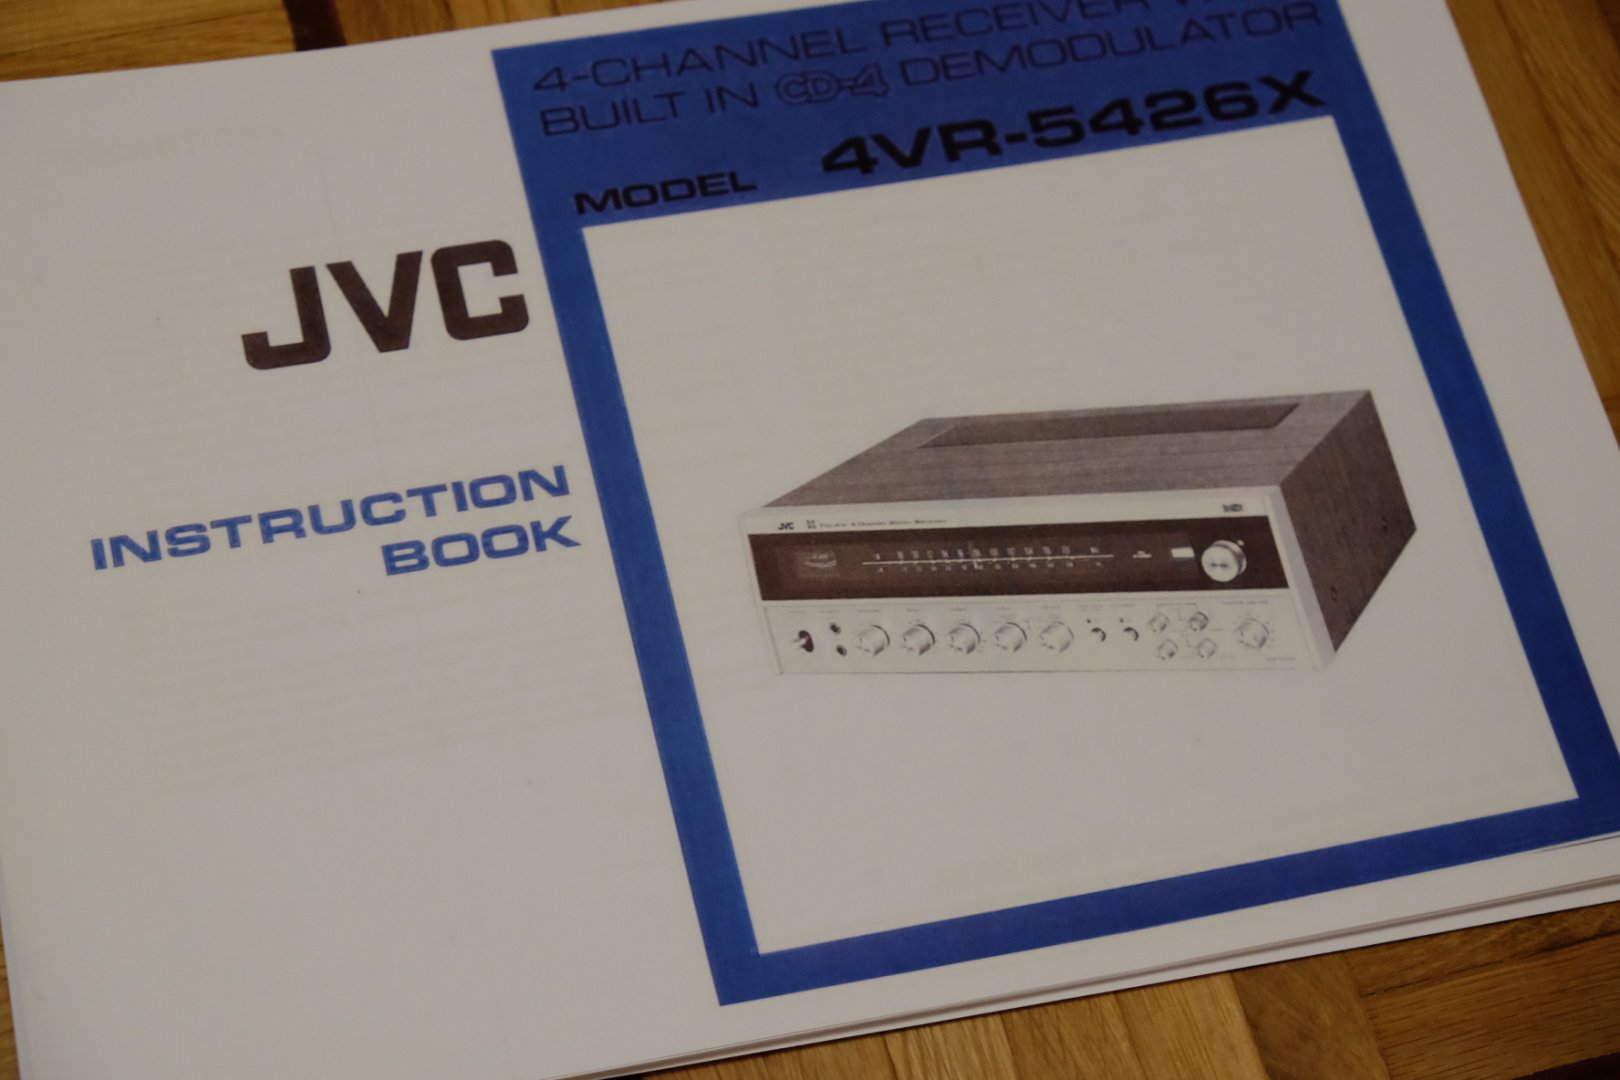 4-CHANNEL RECEIVER
BUILT IN CD-4 DEMODULATOR
MODEL 4VR-5426X
JVC
INSTRUCTION
BOOK
JVC